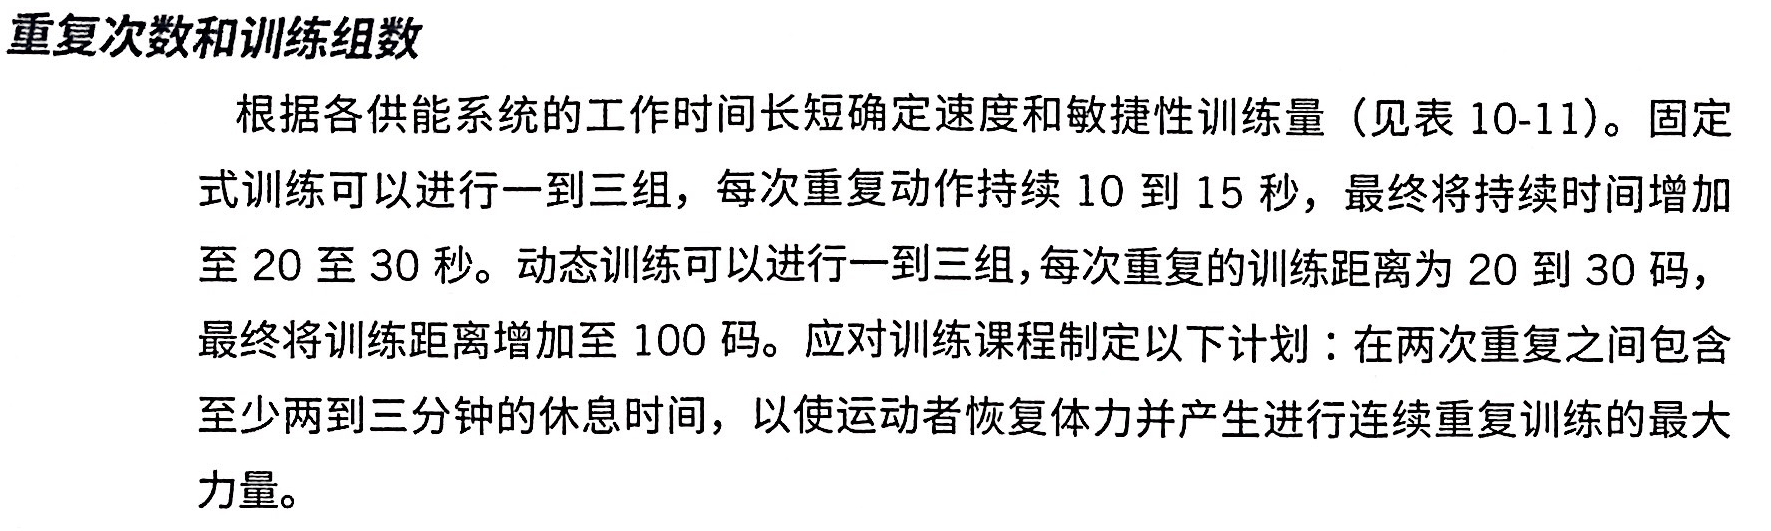 重复次数和训练组数
根据各供能系统的工作时间长短确定速度和敏捷性训练量（见表 10-11）。固定
式训练可以进行一到三组，每次重复动作持续 10 到 15 秒，最终将持续时间增加
至 20 至 30 秒。动态训练可以进行一到三组，每次重复的训练距离为 20 到 30 码，
最终将训练距离增加至 100 码。应对训练课程制定以下计划：在两次重复之间包含
至少两到三分钟的休息时间，以使运动者恢复体力并产生进行连续重复训练的最大
力量。